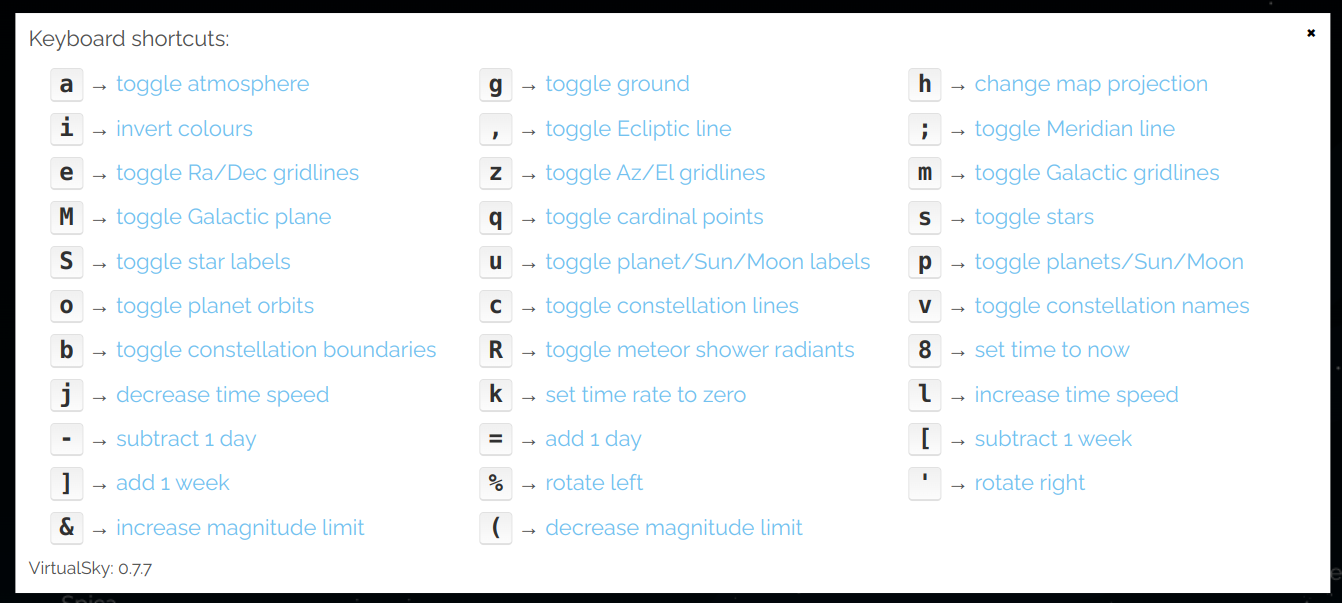 Keyboard shortcuts: ✖
a → toggle atmosphere g → toggle ground h → change map projection
i → invert colours , → toggle Ecliptic line ; → toggle Meridian line
e → toggle Ra/Dec gridlines z → toggle Az/El gridlines m → toggle Galactic gridlines
M → toggle Galactic plane q → toggle cardinal points s → toggle stars
S → toggle star labels u → toggle planet/Sun/Moon labels p → toggle planets/Sun/Moon
o → toggle planet orbits c → toggle constellation lines v → toggle constellation names
b → toggle constellation boundaries R → toggle meteor shower radiants 8 → set time to now
j → decrease time speed k → set time rate to zero l → increase time speed
- → subtract 1 day = → add 1 day [ → subtract 1 week
] → add 1 week % → rotate left ' → rotate right
& → increase magnitude limit ( → decrease magnitude limit
VirtualSky: 0.7.7